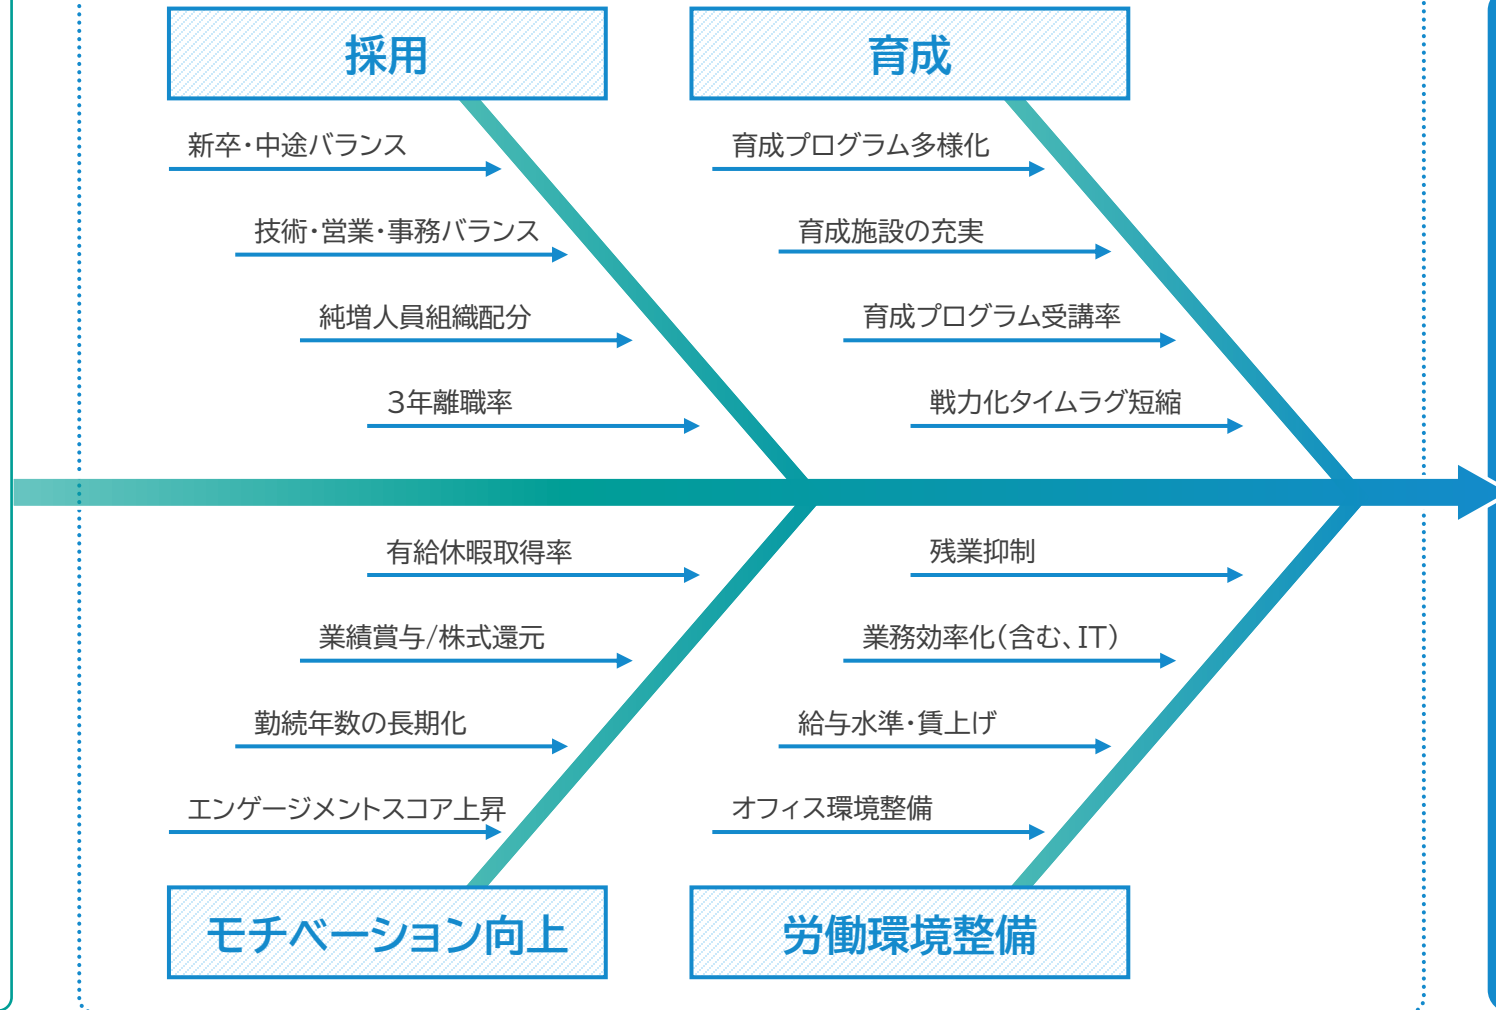 採用
新卒・中途バランス
技術・営業・事務バランス
純増人員組織配分
3年離職率
育成
育成プログラム多様化
育成施設の充実
育成プログラム受講率
戦力化タイムラグ短縮
有給休暇取得率
業績賞与/株式還元
勤続年数の長期化
エンゲージメントスコア上昇
モチベーション向上
残業抑制
業務効率化(含む、IT)
給与水準・賃上げ
オフィス環境整備
労働環境整備